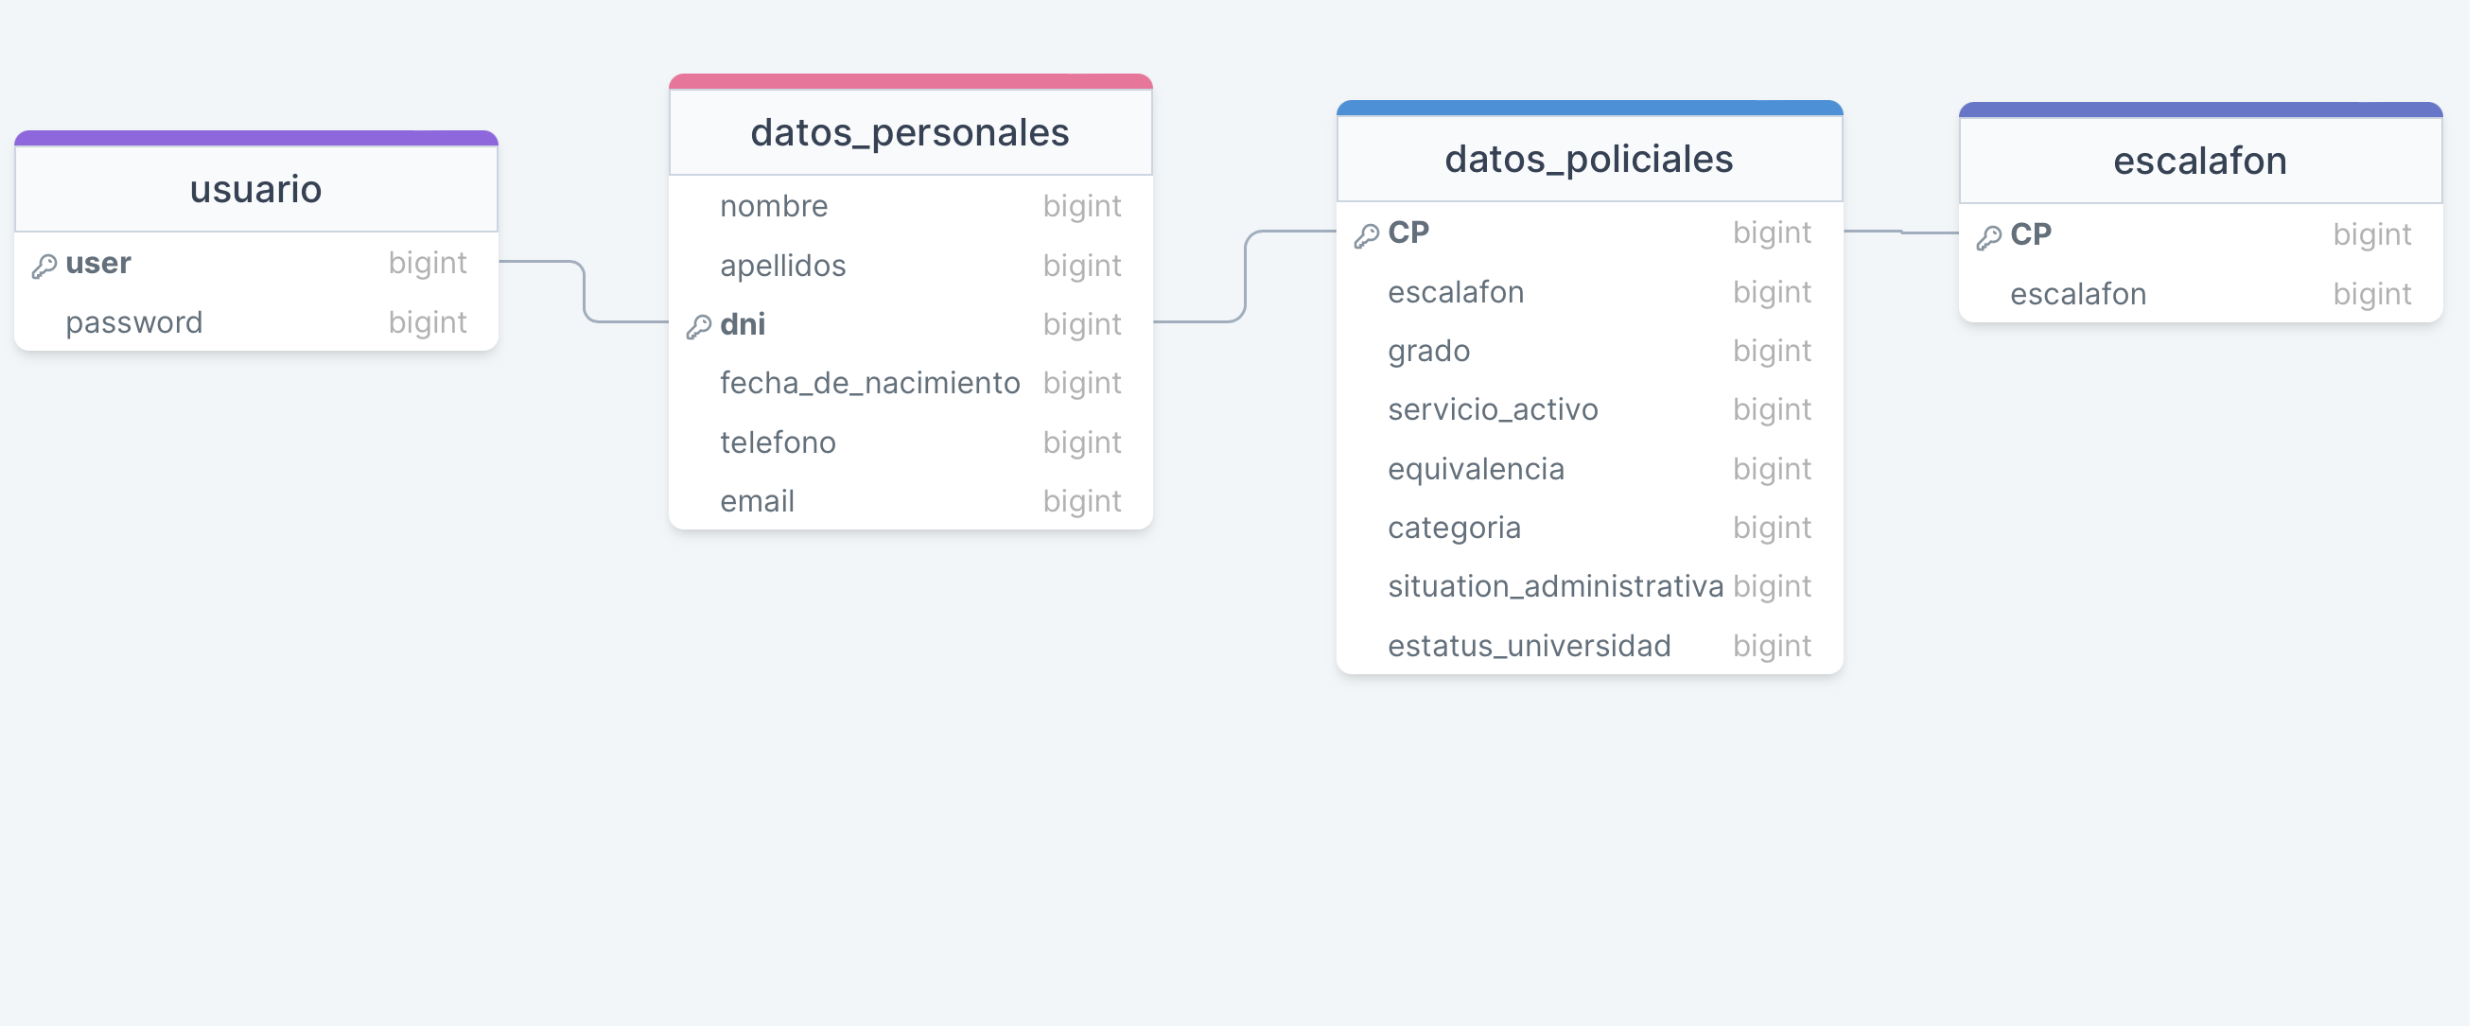 usuario
user bigint
password bigint
datos_personales
nombre bigint
apellidos bigint
dni bigint
fecha_de_nacimiento bigint
telefono bigint
email bigint
datos_policiales
CP bigint
escalafon bigint
grado bigint
servicio_activo bigint
equivalencia bigint
categoria bigint
situation_administrativa bigint
estatus_universidad bigint
escalafon
CP bigint
escalafon bigint